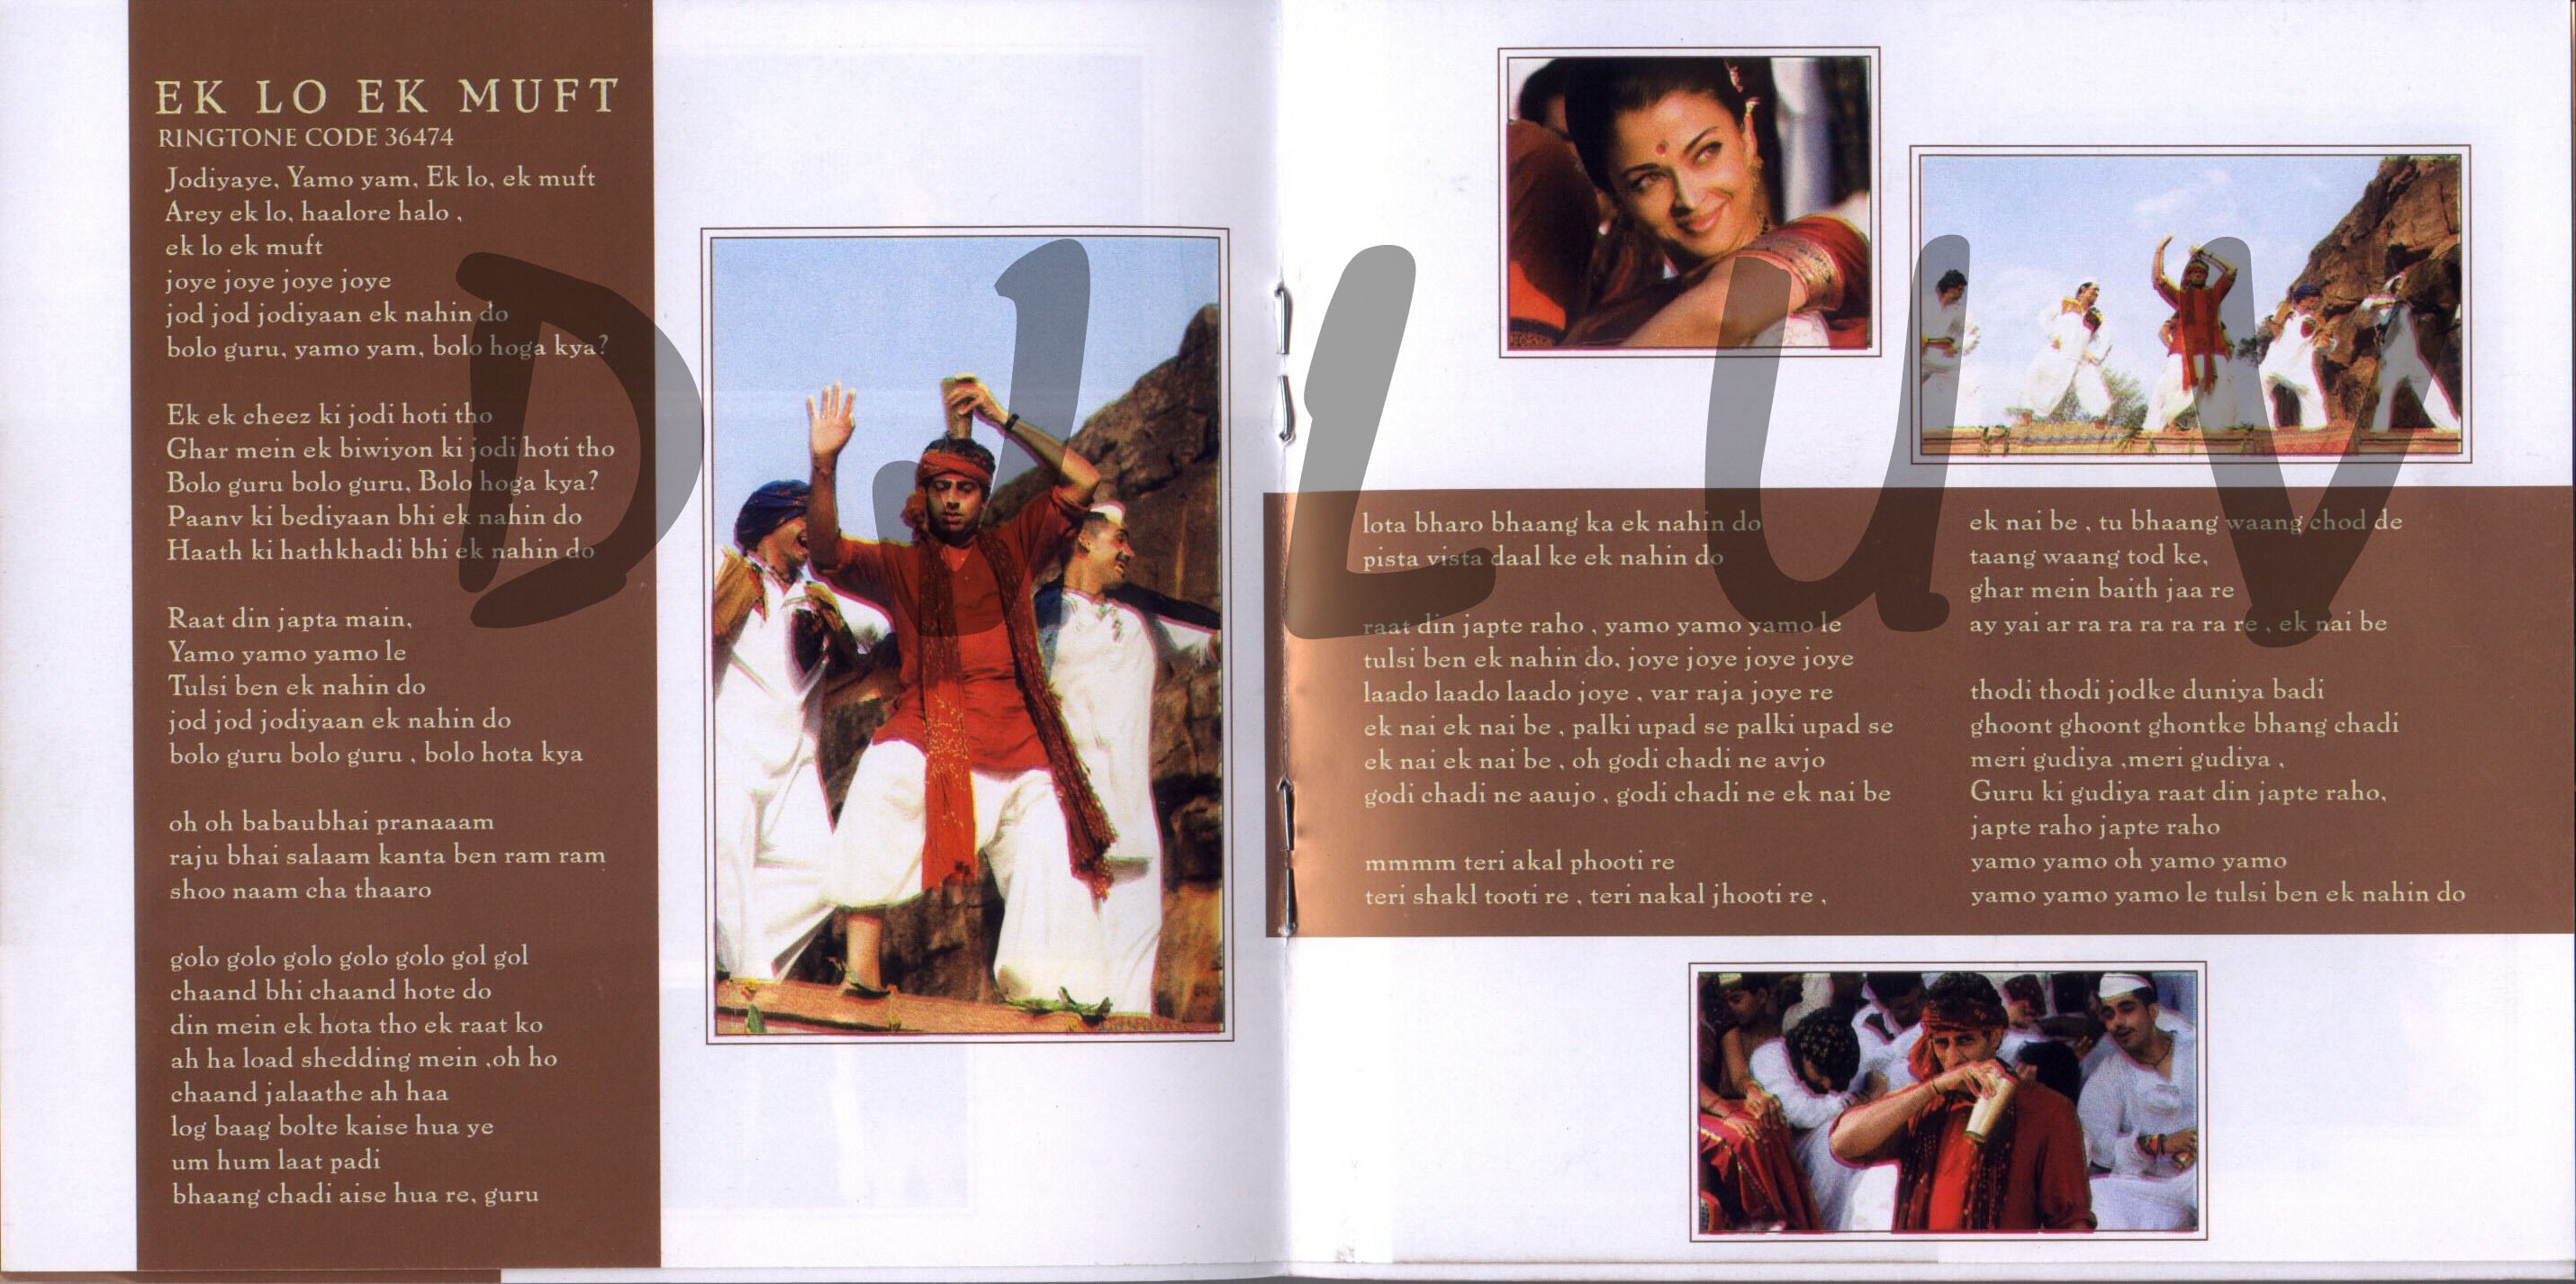 EK LO EK MUFT
RINGTONE CODE 36474
Jodiyaye, Yamo yam, Ek lo, ek muft
Arey ek lo, haalore halo ,
ek lo ek muft
joye joye joye joye
jod jod jodiyaan ek nahin do
bolo guru, yamo yam, bolo hoga kya?
Ek ek cheez ki jodi hoti tho
Ghar mein ek biwiyon ki jodi hoti tho
Bolo guru bolo guru, Bolo hoga kya?
Paanv ki bediyaan bhi ek nahin do
Haath ki hathkhadi bhi ek nahin do
Raat din japta main,
Yamo yamo yamo le
Tulsi ben ek nahin do
jod jod jodiyaan ek nahin do
bolo guru bolo guru , bolo hota kya
oh oh babaubhai pranaaam
raju bhai salaam kanta ben ram ram
shoo naam cha thaaro
golo golo golo golo golo gol gol
chaand bhi chaand hote do
din mein ek hota tho ek raat ko
ah ha load shedding mein ,oh ho
chaand jalaathe ah haa
log baag bolte kaise hua ye
um hum laat padi
bhaang chadi aise hua re, guru
lota bharo bhaang ka ek nahin do
pista vista daal ke ek nahin do
raat din japte raho , yamo yamo yamo le
tulsi ben ek nahin do, joye joye joye joye
laado laado laado joye , var raja joye re
ek nai ek nai be , palki upad se palki upad se
ek nai ek nai be , oh godi chadi ne avjo
godi chadi ne aaujo , godi chadi ne ek nai be
mmmm teri akal phooti re
teri shakl tooti re , teri nakal jhooti re ,
ek nai be , tu bhaang waang chod de
taang waang tod ke,
ghar mein baith jaa re
ay yai ar ra ra ra ra ra re , ek nai be
thodi thodi jodke duniya badi
ghoont ghoont ghontke bhang chadi
meri gudiya ,meri gudiya ,
Guru ki gudiya raat din japte raho,
japte raho japte raho
yamo yamo oh yamo yamo
yamo yamo yamo le tulsi ben ek nahin do
DJ LUV